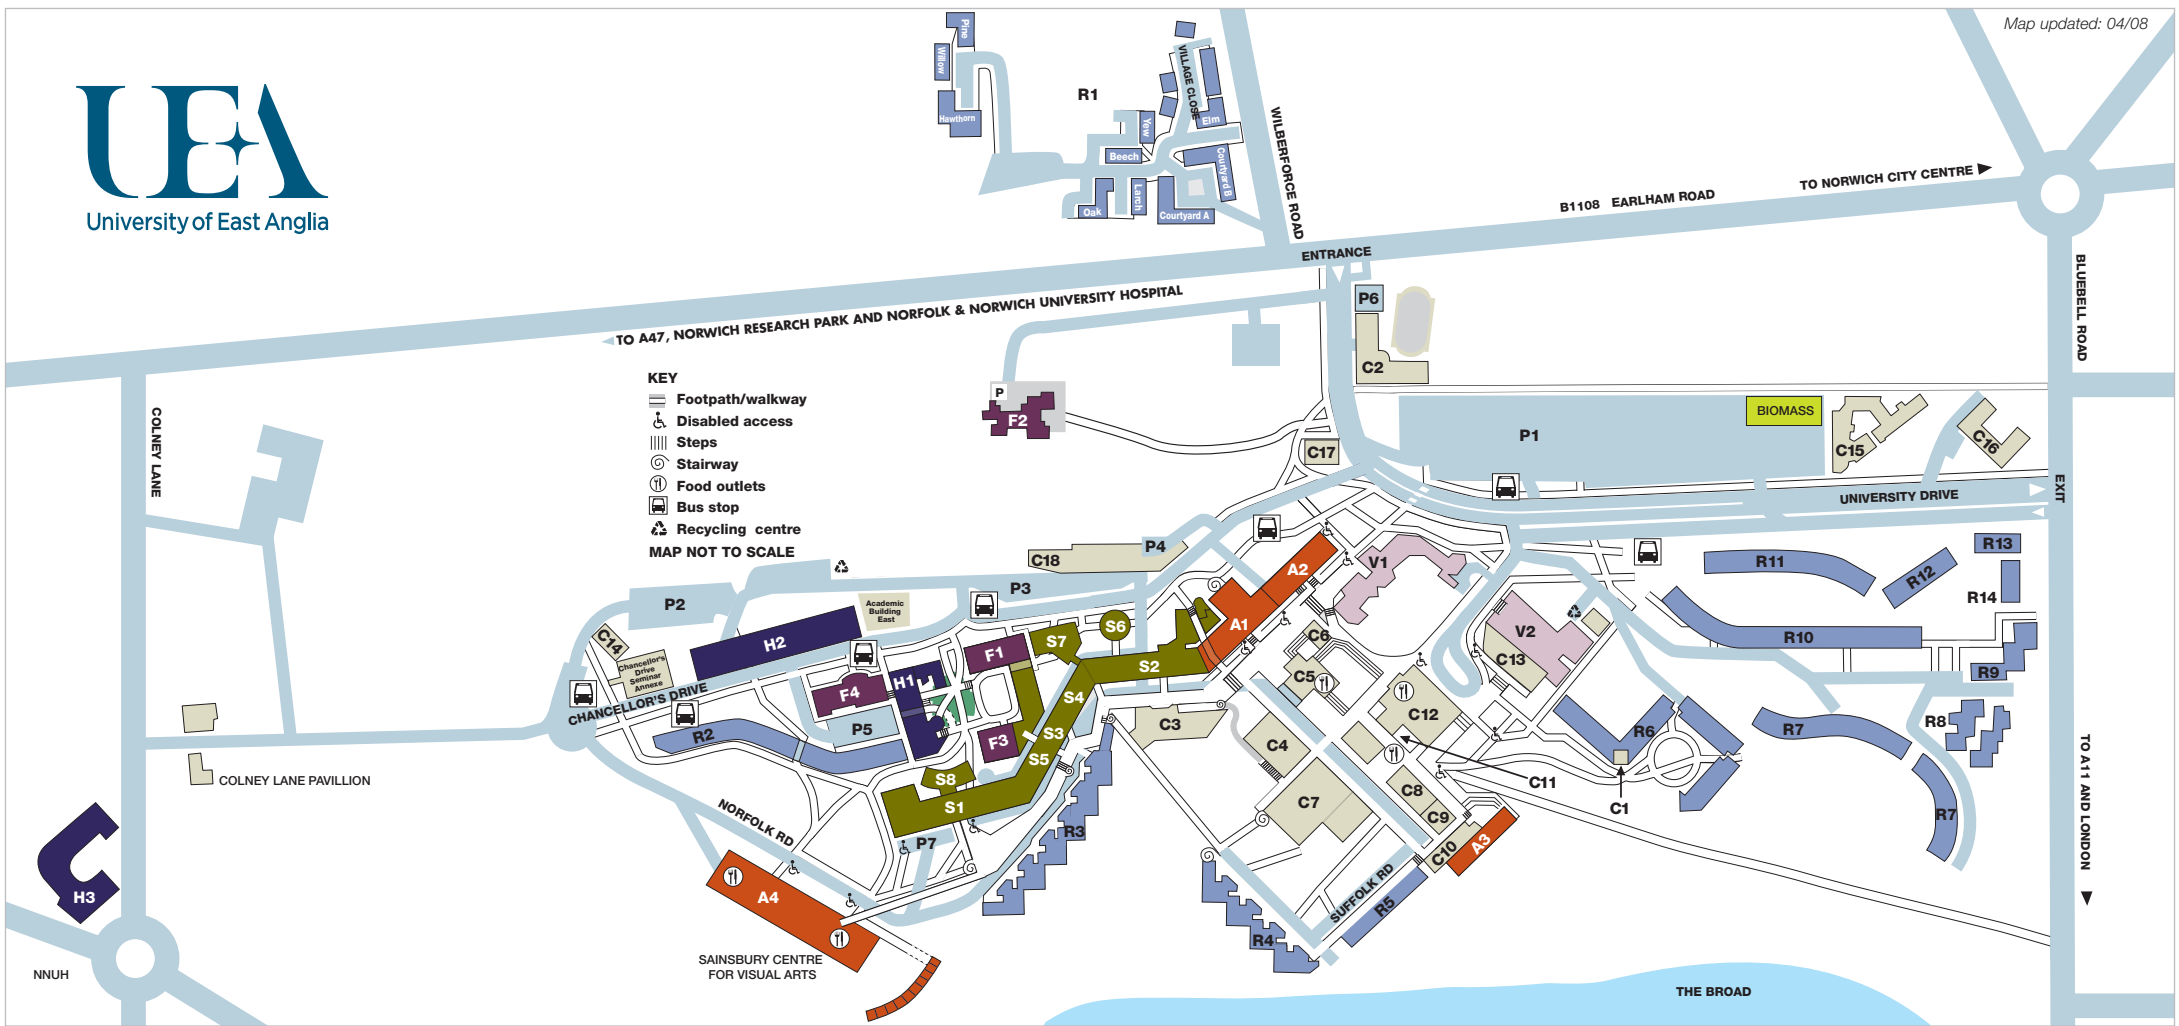 Map updated: 04/08
UEA
University of East Anglia
Pine
Willow
Hawthorn
R1
VILLAGE CLOSE
Elm
Yew
Beech
Courtyard B
Larch
Oak
Courtyard A
WILBERFORCE ROAD
TO NORWICH CITY CENTRE
B1108 EARLHAM ROAD
ENTRANCE
BLUEBELL ROAD
TO A47, NORWICH RESEARCH PARK AND NORFOLK & NORWICH UNIVERSITY HOSPITAL
P6
C2
KEY
Footpath/walkway
Disabled access
Steps
Stairway
Food outlets
Bus stop
Recycling centre
MAP NOT TO SCALE
COLNEY LANE
P
F2
C17
P1
BIOMASS
C15
C16
UNIVERSITY DRIVE
EXIT
C18
P4
P3
P2
A2
A1
V1
R11
R12
R13
R14
Academic
Building
East
H2
C14
Chancellor's
Drive
Seminar
Annexe
CHANCELLOR'S DRIVE
F1
S7
S6
S2
C6
C5
V2
C13
R10
R9
F4
H1
S4
P5
R2
F3
S3
S5
S8
S1
C3
C4
C12
R6
R7
R8
COLNEY LANE PAVILLION
C7
C8
C9
C11
C1
R7
TO A11 AND LONDON
NORFOLK RD
P7
R3
C10
A3
H3
A4
SUFFOLK RD
R5
R4
SAINSBURY CENTRE
FOR VISUAL ARTS
NNUH
THE BROAD